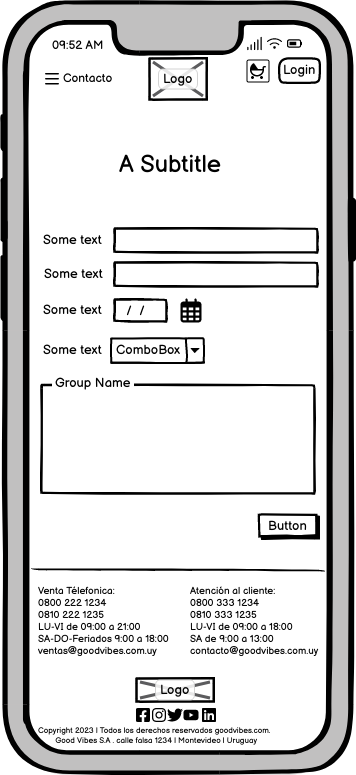 09:52 AM
Contacto
Logo
Login
A Subtitle
Some text
Some text
Some text / /
Some text ComboBox
Group Name
Button
Venta Télefonica:
0800 222 1234
0810 222 1235
LU-VI de 09:00 a 21:00
SA-DO-Feriados 9:00 a 18:00
ventas@goodvibes.com.uy
Atención al cliente:
0800 333 1234
0810 333 1235
LU-VI de 09:00 a 18:00
SA de 9:00 a 13:00
contacto@goodvibes.com.uy
Logo
Copyright 2023 | Todos los derechos reservados goodvibes.com.
Good Vibes S.A . calle falsa 1234 | Montevideo | Uruguay